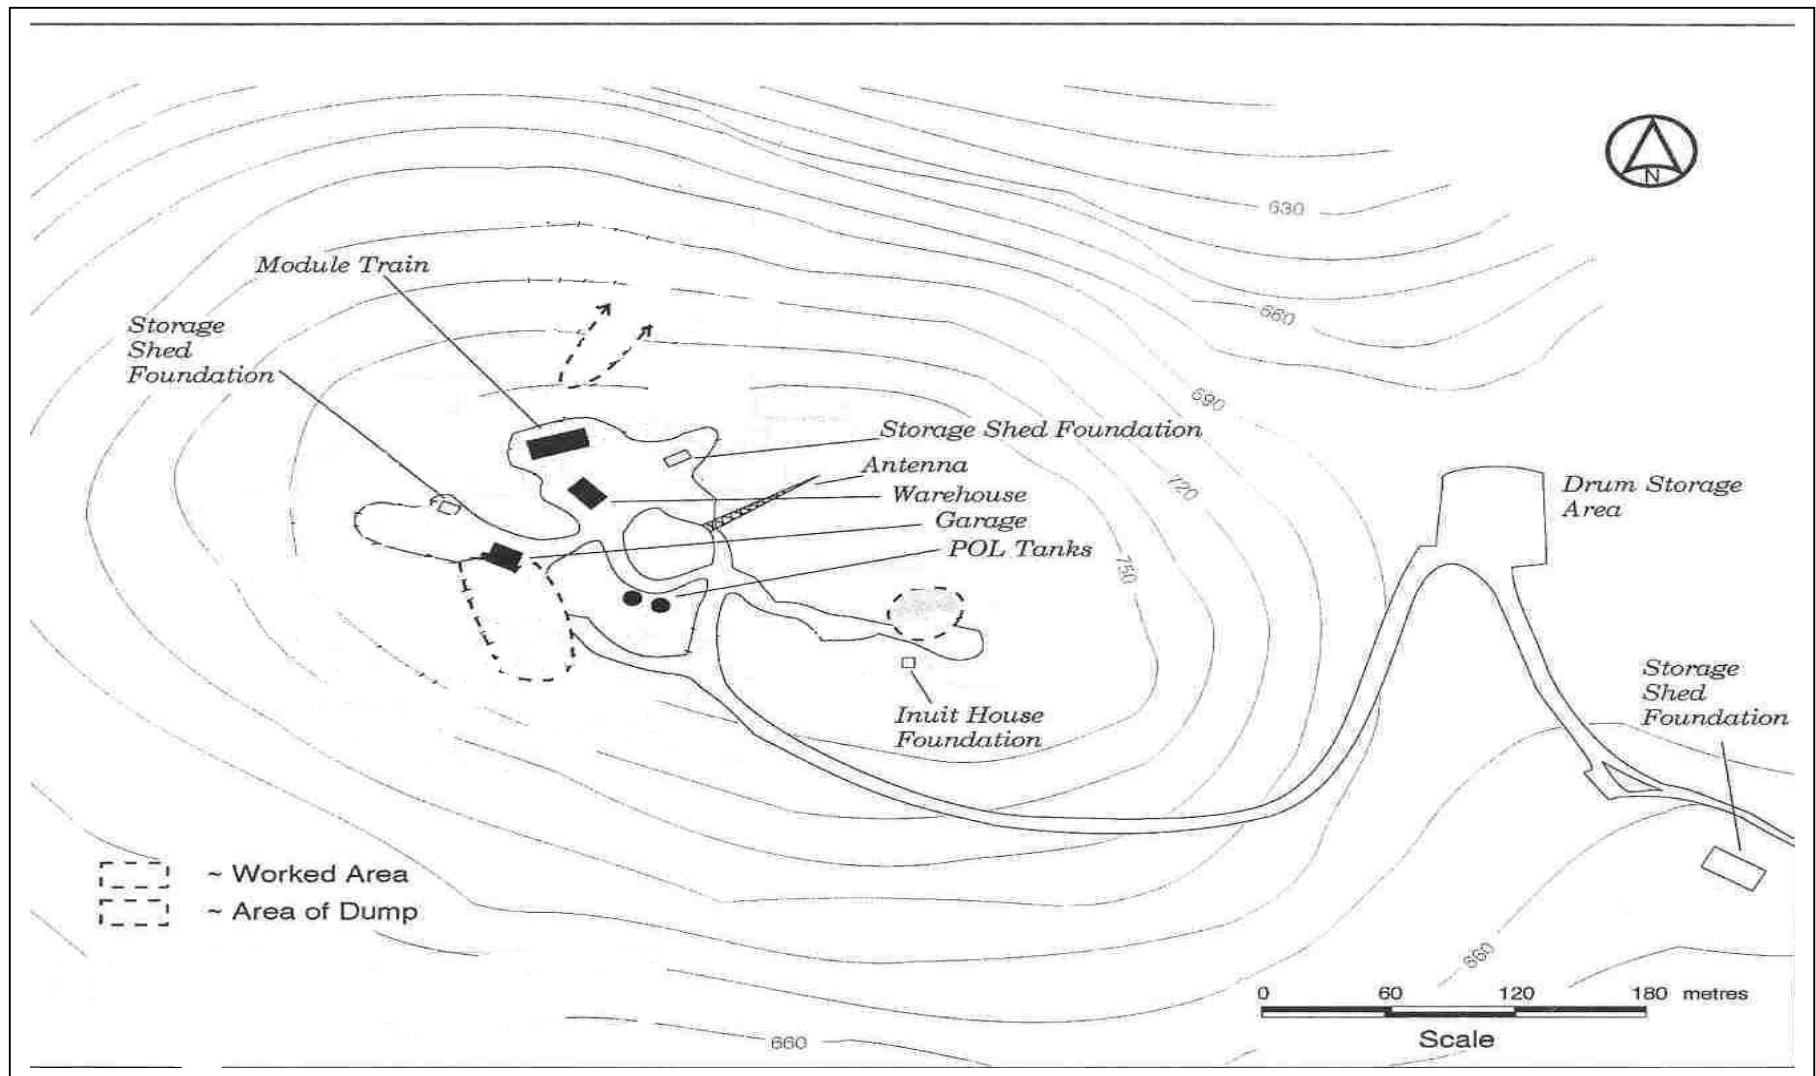 N
630
Module Train
660
Storage
Shed
Foundation
690
Storage Shed Foundation
Antenna
Warehouse
Garage
POL Tanks
720
750
Drum Storage
Area
Storage
Shed
Foundation
Inuit House
Foundation
~ Worked Area
~ Area of Dump
660
0 60 120 180 metres
Scale
660